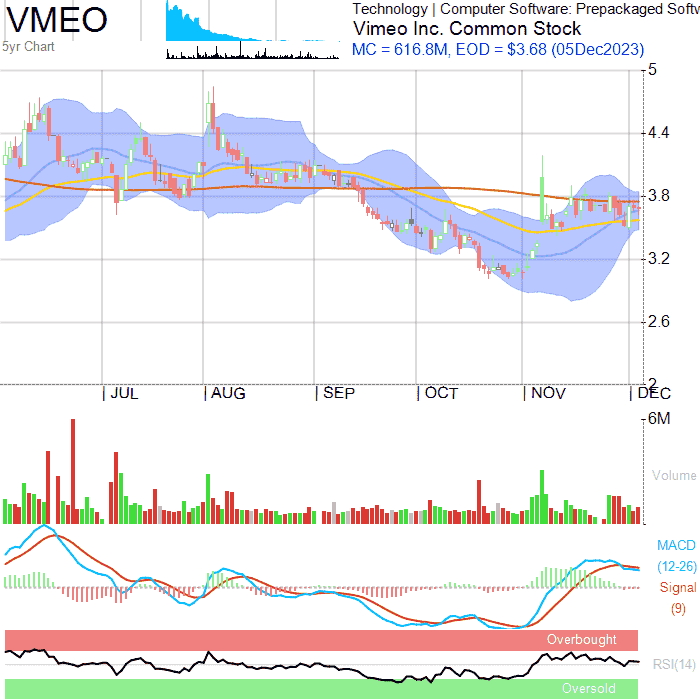 VMEO
5yr Chart
Technology | Computer Software: Prepackaged Softw
Vimeo Inc. Common Stock
MC = 616.8M, EOD = $3.68 (05Dec2023)
5
4.4
3.8
3.2
2.6
2
JUL AUG SEP OCT NOV DEC
6M
Volume
MACD
(12-26)
Signal
(9)
Overbought
RSI(14)
Oversold